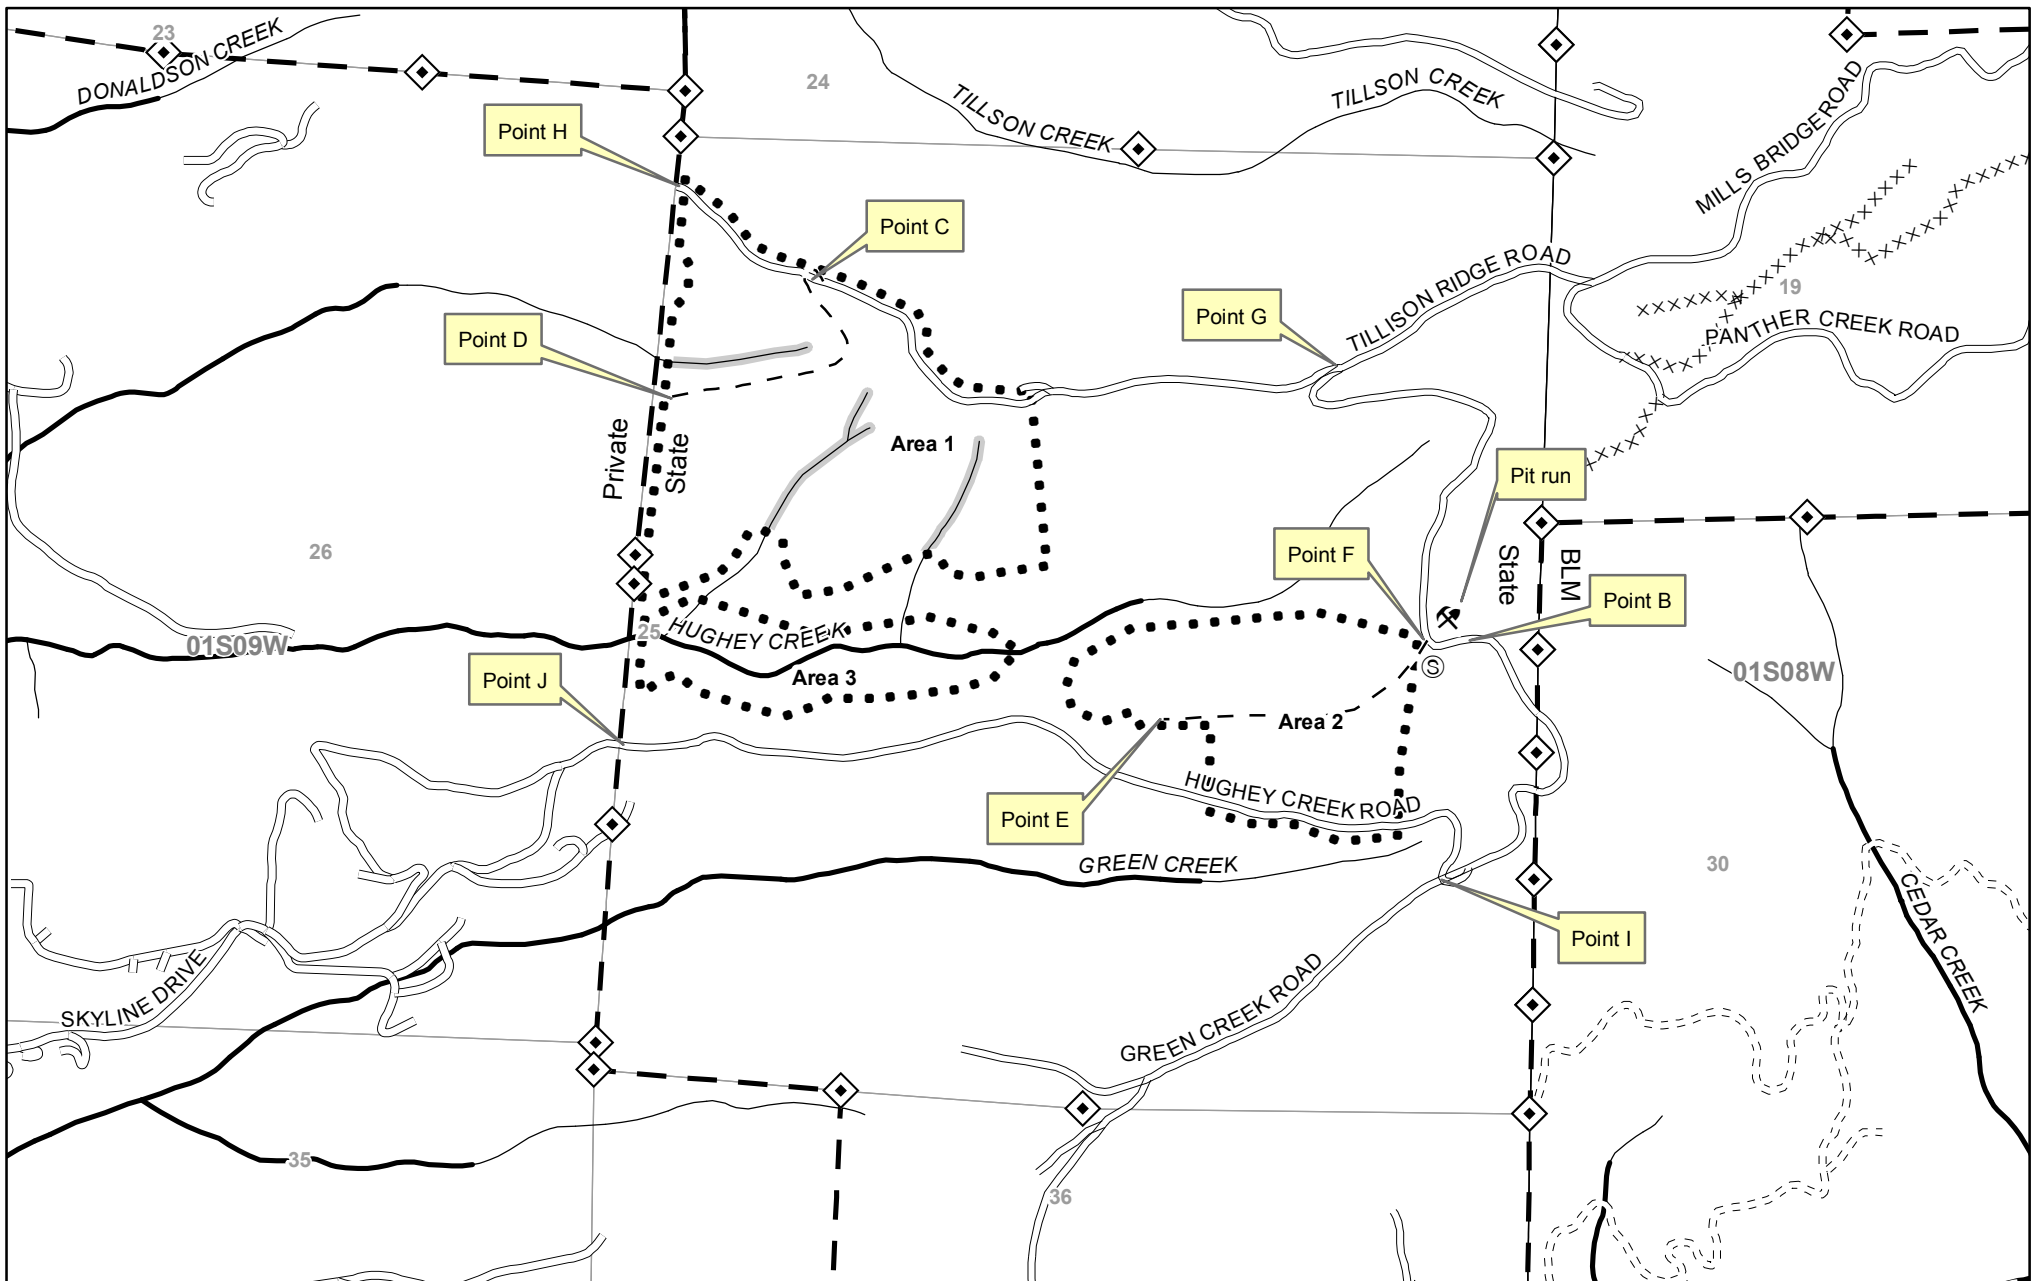 23
DONALDSON CREEK
24
TILLSON CREEK
TILLSON CREEK
MILLS BRIDGE ROAD
Point H
Point C
TILLISON RIDGE ROAD
19
Point G
PANTHER CREEK ROAD
Point D
Private
State
Area 1
Pit run
26
Point F
State
BLM
Point B
25
HUGHEY CREEK
01S09W
S
01S08W
Point J
Area 3
Area 2
HUGHEY CREEK ROAD
Point E
GREEN CREEK
30
CEDAR CREEK
Point I
SKYLINE DRIVE
GREEN CREEK ROAD
35
36